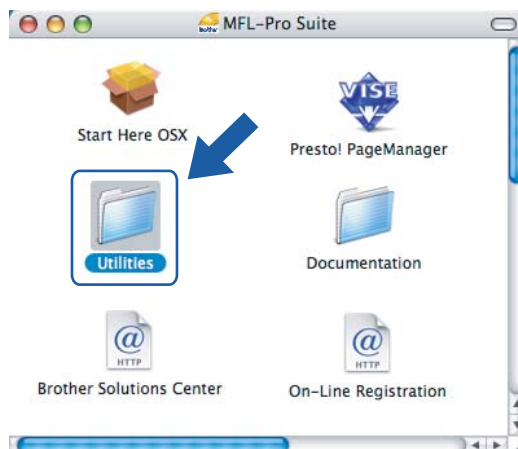 brother MFL-Pro Suite
Start Here OSX
VISE
Presto! PageManager
Utilities
Documentation
@
HTTP
Brother Solutions Center
@
HTTP
On-Line Registration